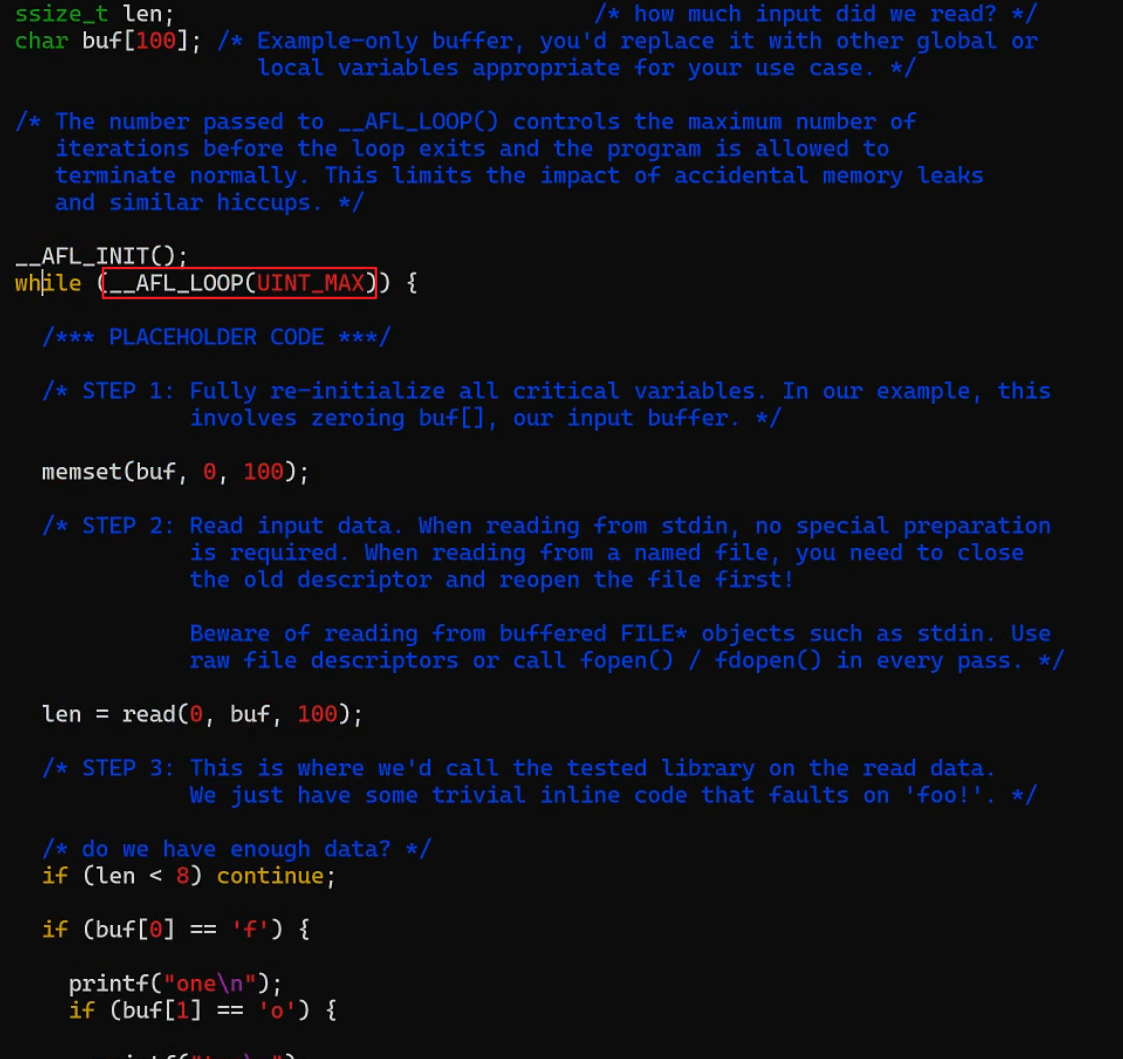 ssize_t len; /* how much input did we read? */
char buf[100]; /* Example-only buffer, you'd replace it with other global or
local variables appropriate for your use case. */
/* The number passed to __AFL_LOOP() controls the maximum number of
iterations before the loop exits and the program is allowed to
terminate normally. This limits the impact of accidental memory leaks
and similar hiccups. */
__AFL_INIT();
while (__AFL_LOOP(UINT_MAX)) {
/*** PLACEHOLDER CODE ***/
/* STEP 1: Fully re-initialize all critical variables. In our example, this
involves zeroing buf[], our input buffer. */
memset(buf, 0, 100);
/* STEP 2: Read input data. When reading from stdin, no special preparation
is required. When reading from a named file, you need to close
the old descriptor and reopen the file first!
Beware of reading from buffered FILE* objects such as stdin. Use
raw file descriptors or call fopen() / fdopen() in every pass. */
len = read(0, buf, 100);
/* STEP 3: This is where we'd call the tested library on the read data.
We just have some trivial inline code that faults on 'foo!'. */
/* do we have enough data? */
if (len < 8) continue;
if (buf[0] == 'f') {
printf("one\n");
if (buf[1] == 'o') {